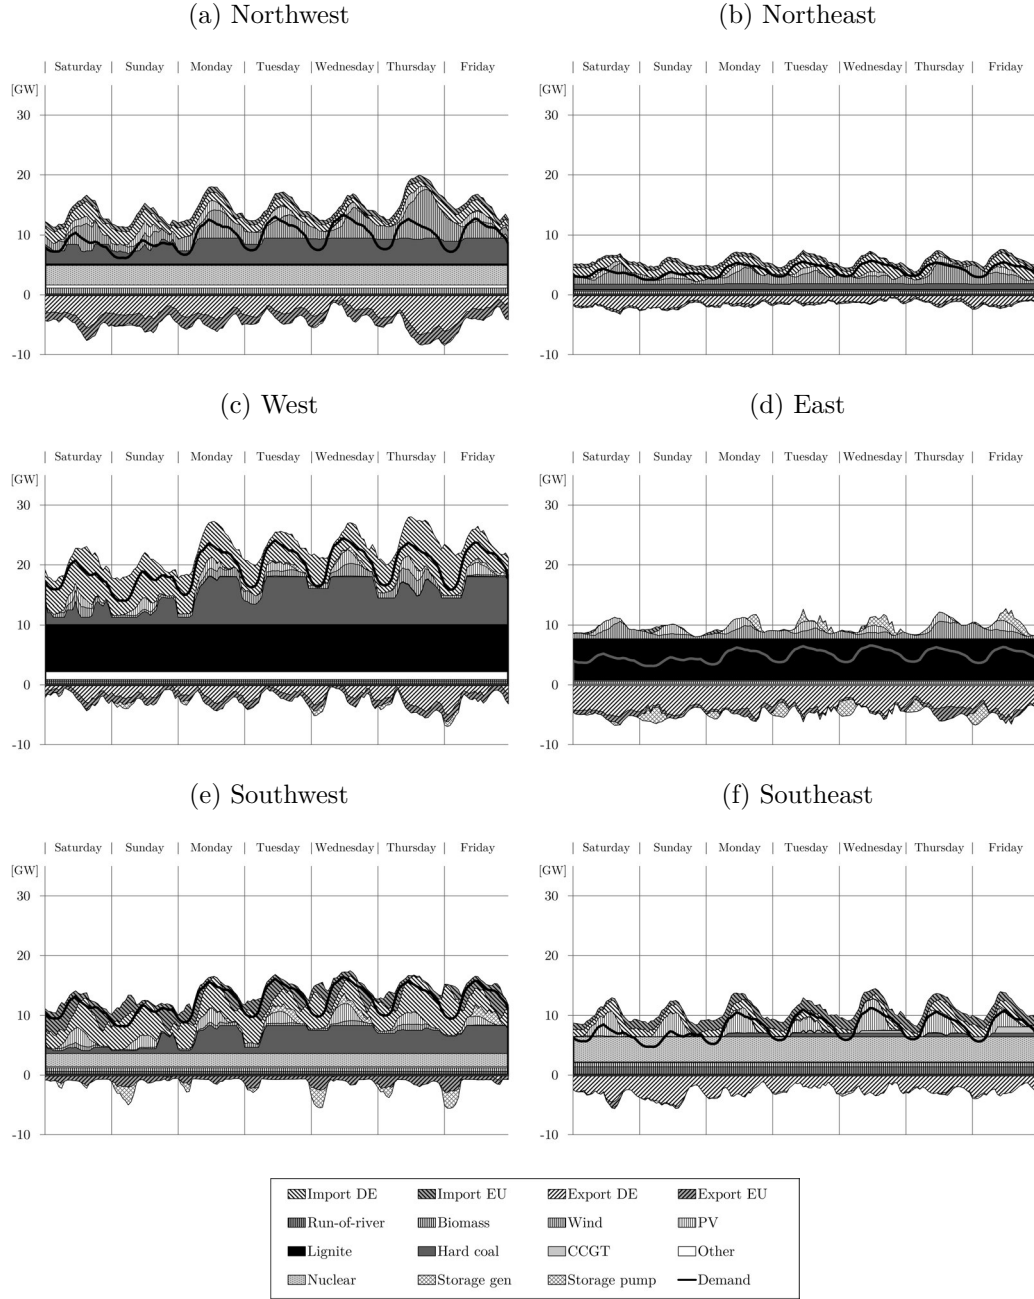 (a) Northwest
(b) Northeast
| Saturday | Sunday | Monday | Tuesday |Wednesday| Thursday | Friday
[GW]
30
20
10
0
-10
| Saturday | Sunday | Monday | Tuesday |Wednesday| Thursday | Friday
[GW]
30
20
10
0
-10
(c) West
(d) East
| Saturday | Sunday | Monday | Tuesday |Wednesday| Thursday | Friday
[GW]
30
20
10
0
-10
| Saturday | Sunday | Monday | Tuesday |Wednesday| Thursday | Friday
[GW]
30
20
10
0
-10
(e) Southwest
(f) Southeast
| Saturday | Sunday | Monday | Tuesday |Wednesday| Thursday | Friday
[GW]
30
20
10
0
-10
| Saturday | Sunday | Monday | Tuesday |Wednesday| Thursday | Friday
[GW]
30
20
10
0
-10
Import DE Import EU Export DE Export EU
Run-of-river Biomass Wind PV
Lignite Hard coal CCGT Other
Nuclear Storage gen Storage pump Demand